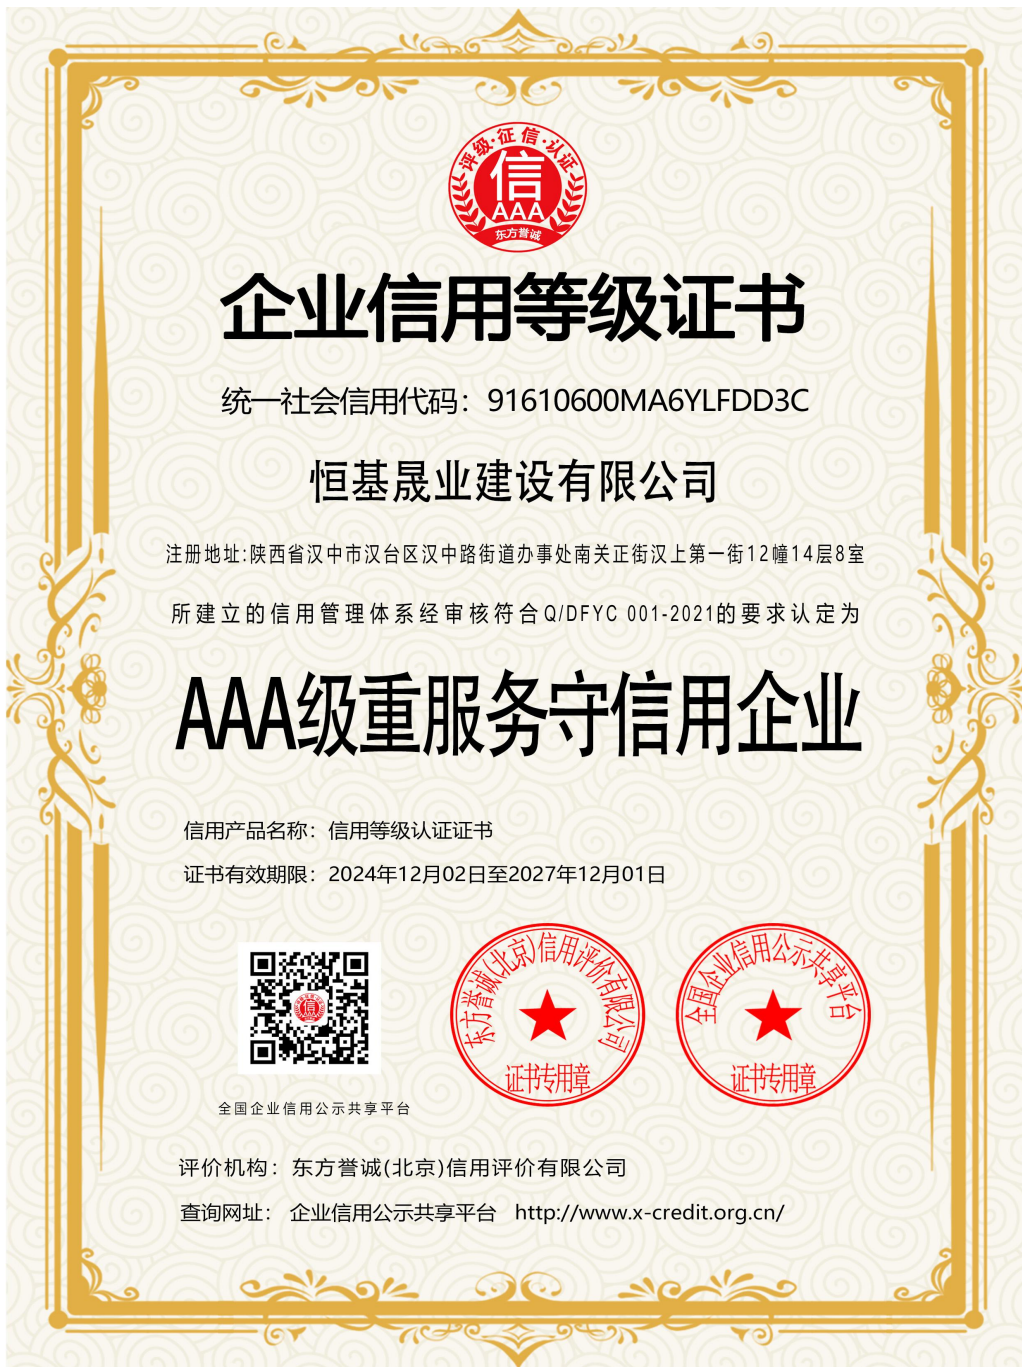 评级·征信·认证
信
AAA
东方誉诚
企业信用等级证书
统一社会信用代码：91610600MA6YLFDD3C
恒基晟业建设有限公司
注册地址:陕西省汉中市汉台区汉中路街道办事处南关正街汉上第一街12幢14层8室
所建立的信用管理体系经审核符合Q/DFYC 001-2021的要求认定为
AAA级重服务守信用企业
信用产品名称：信用等级认证证书
证书有效期限：2024年12月02日至2027年12月01日
信
AAA
东方誉诚(北京)信用评价有限公司
证书专用章
全国企业信用公示共享平台
证书专用章
全国企业信用公示共享平台
评价机构：东方誉诚(北京)信用评价有限公司
查询网址： 企业信用公示共享平台 http://www.x-credit.org.cn/